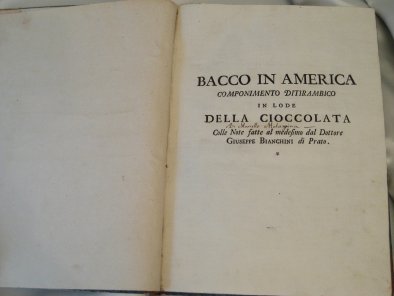 BACCO IN AMERICA
COMPONIMENTO DITIRAMBICO
IN LODE
DELLA CIOCCOLATA
Colle Note fatte al medesimo dal Dottore
GIUSEPPE BIANCHINI di Prato.